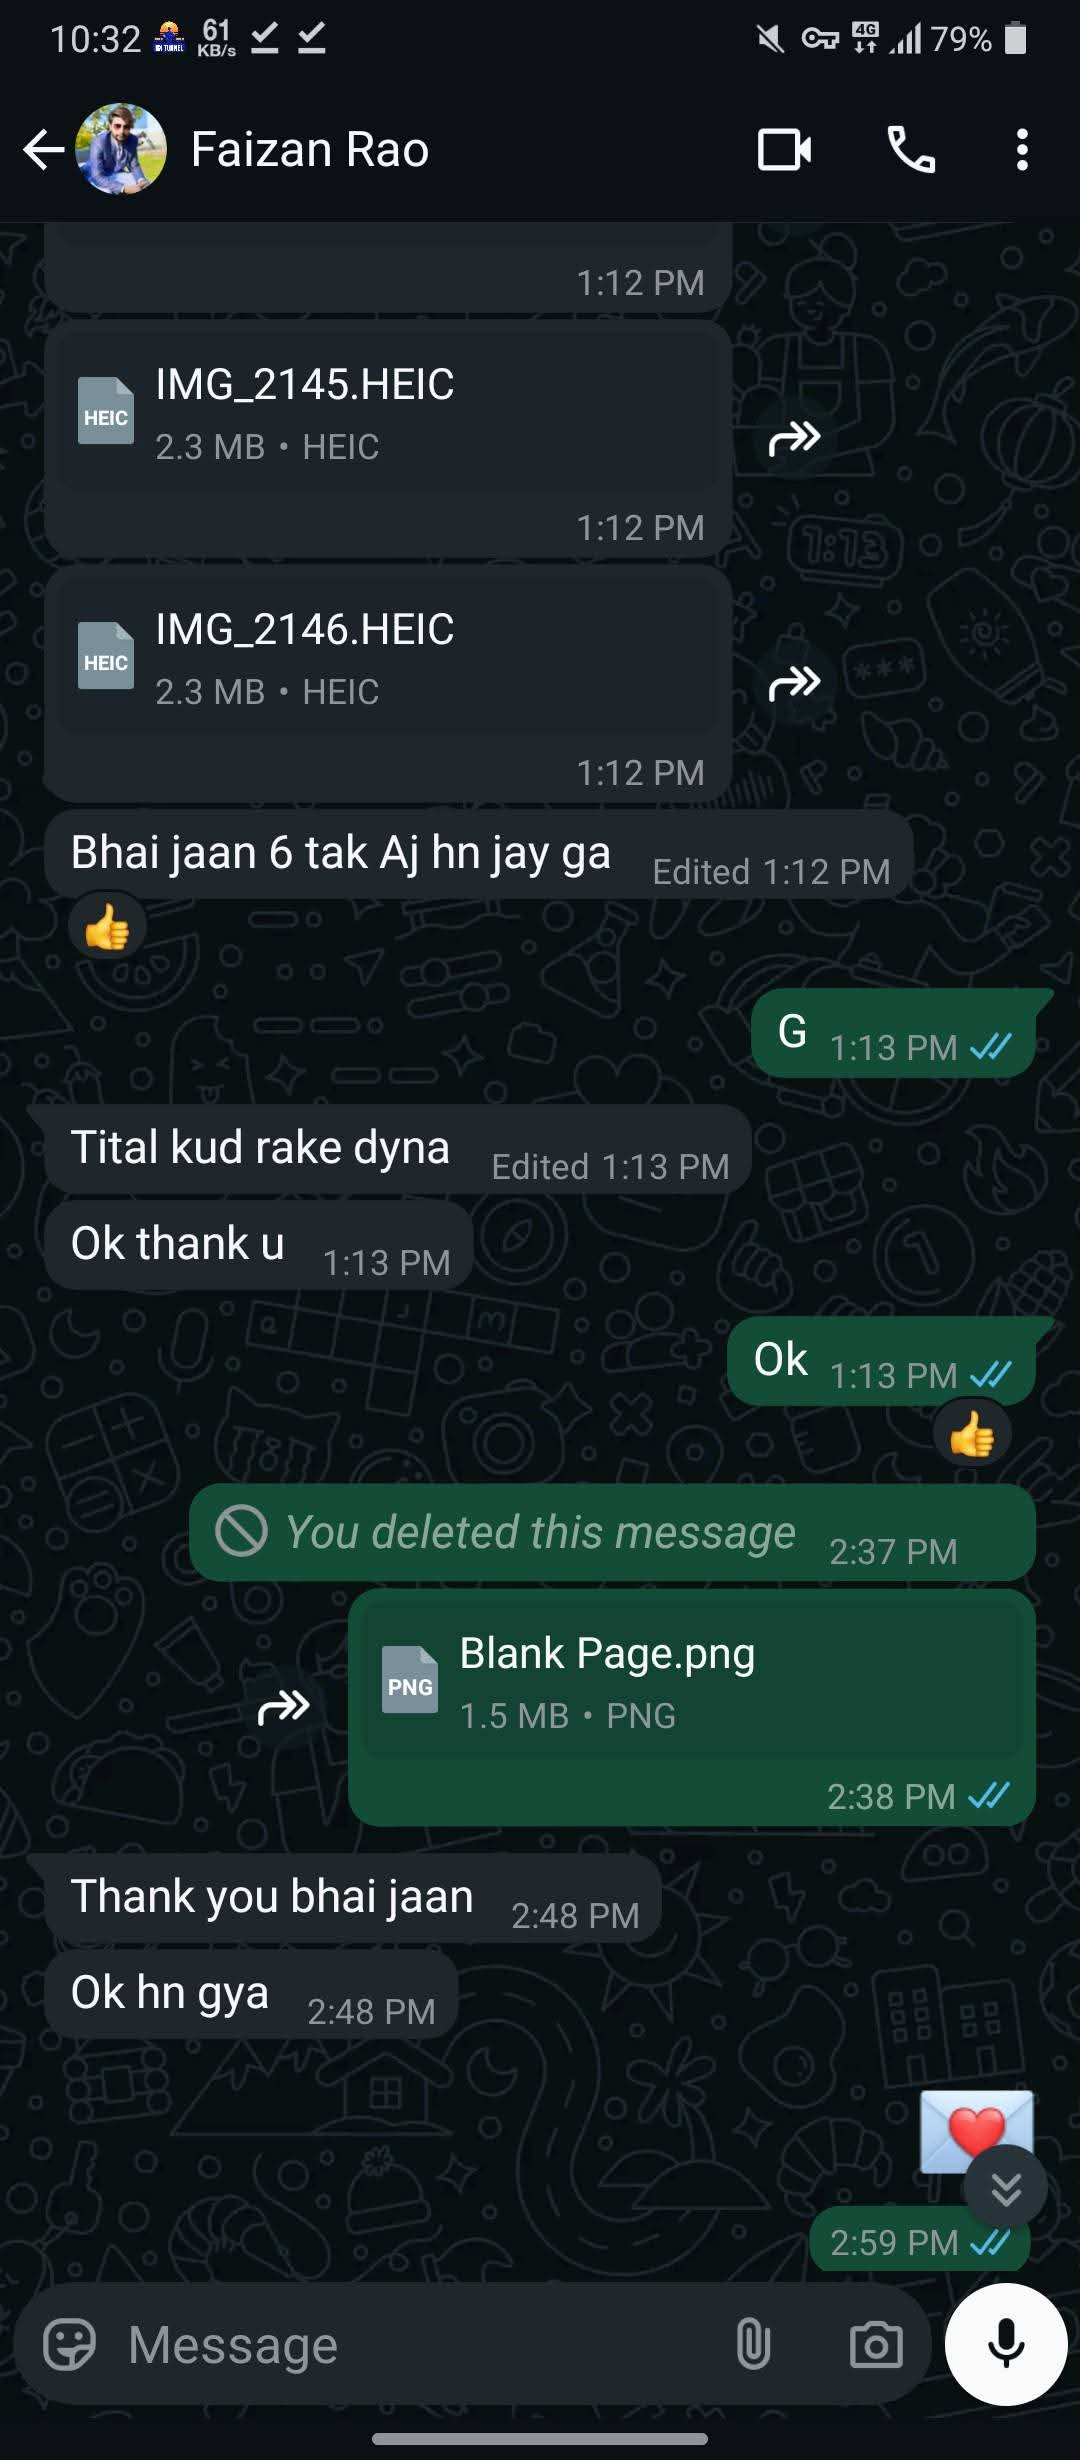 10:32 61 KB/s 4G 79%
Faizan Rao
1:12 PM
IMG_2145.HEIC
HEIC
2.3 MB • HEIC
1:12 PM
IMG_2146.HEIC
HEIC
2.3 MB • HEIC
1:12 PM
Bhai jaan 6 tak Aj hn jay ga Edited 1:12 PM
G 1:13 PM
Tital kud rake dyna Edited 1:13 PM
Ok thank u 1:13 PM
Ok 1:13 PM
You deleted this message 2:37 PM
Blank Page.png
PNG
1.5 MB • PNG
2:38 PM
Thank you bhai jaan 2:48 PM
Ok hn gya 2:48 PM
2:59 PM
Message